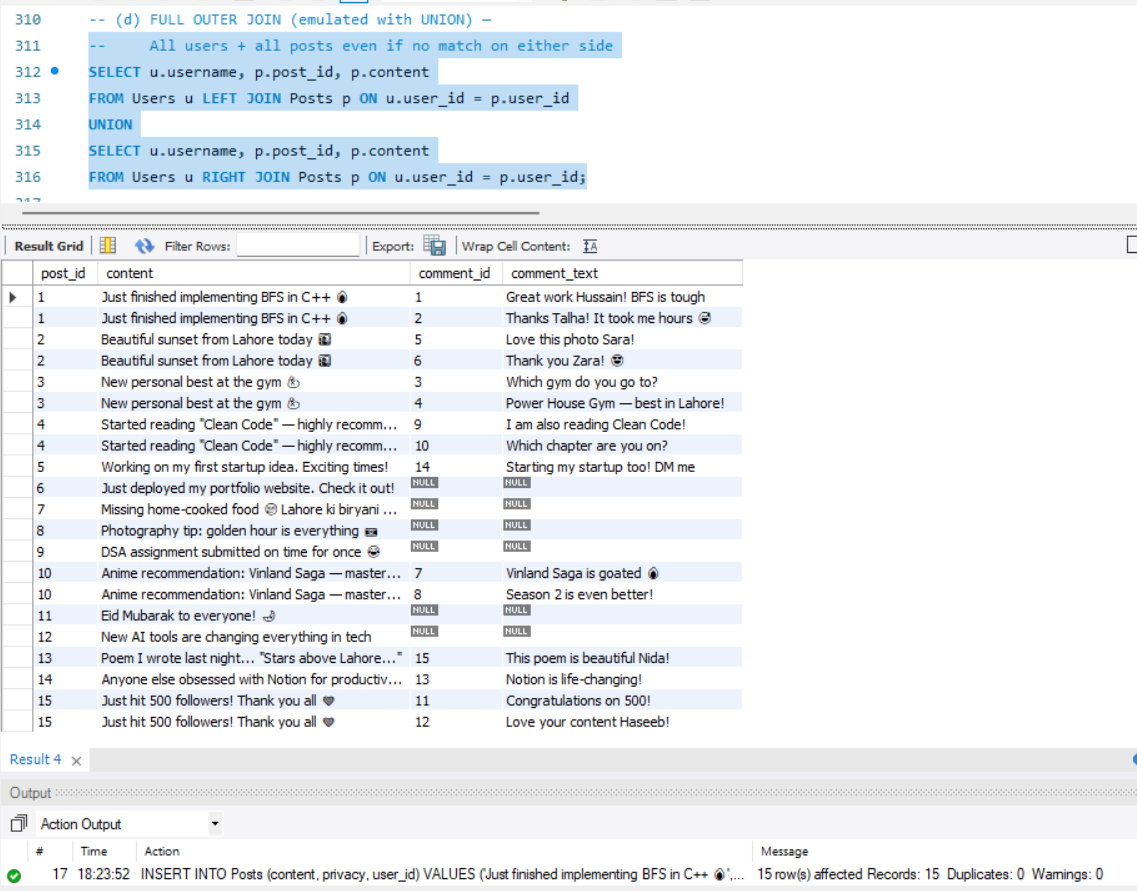 310 -- (d) FULL OUTER JOIN (emulated with UNION) —
311 -- All users + all posts even if no match on either side
312 SELECT u.username, p.post_id, p.content
313 FROM Users u LEFT JOIN Posts p ON u.user_id = p.user_id
314 UNION
315 SELECT u.username, p.post_id, p.content
316 FROM Users u RIGHT JOIN Posts p ON u.user_id = p.user_id;
317
Result Grid Filter Rows: Export: Wrap Cell Content:
post_id content comment_id comment_text
1 Just finished implementing BFS in C++ 🔥 1 Great work Hussain! BFS is tough
1 Just finished implementing BFS in C++ 🔥 2 Thanks Talha! It took me hours 😅
2 Beautiful sunset from Lahore today 🌇 5 Love this photo Sara!
2 Beautiful sunset from Lahore today 🌇 6 Thank you Zara! 😍
3 New personal best at the gym 💪 3 Which gym do you go to?
3 New personal best at the gym 💪 4 Power House Gym — best in Lahore!
4 Started reading "Clean Code" — highly recomm... 9 I am also reading Clean Code!
4 Started reading "Clean Code" — highly recomm... 10 Which chapter are you on?
5 Working on my first startup idea. Exciting times! 14 Starting my startup too! DM me
6 Just deployed my portfolio website. Check it out! NULL NULL
7 Missing home-cooked food 😢 Lahore ki biryani ... NULL NULL
8 Photography tip: golden hour is everything 📷 NULL NULL
9 DSA assignment submitted on time for once 😂 NULL NULL
10 Anime recommendation: Vinland Saga — master... 7 Vinland Saga is goated 🔥
10 Anime recommendation: Vinland Saga — master... 8 Season 2 is even better!
11 Eid Mubarak to everyone! 🌙 NULL NULL
12 New AI tools are changing everything in tech NULL NULL
13 Poem I wrote last night... "Stars above Lahore..." 15 This poem is beautiful Nida!
14 Anyone else obsessed with Notion for productiv... 13 Notion is life-changing!
15 Just hit 500 followers! Thank you all ❤ 11 Congratulations on 500!
15 Just hit 500 followers! Thank you all ❤ 12 Love your content Haseeb!
Result 4
Output
Action Output
# Time Action Message
17 18:23:52 INSERT INTO Posts (content, privacy, user_id) VALUES ('Just finished implementing BFS in C++ 🔥',... 15 row(s) affected Records: 15 Duplicates: 0 Warnings: 0